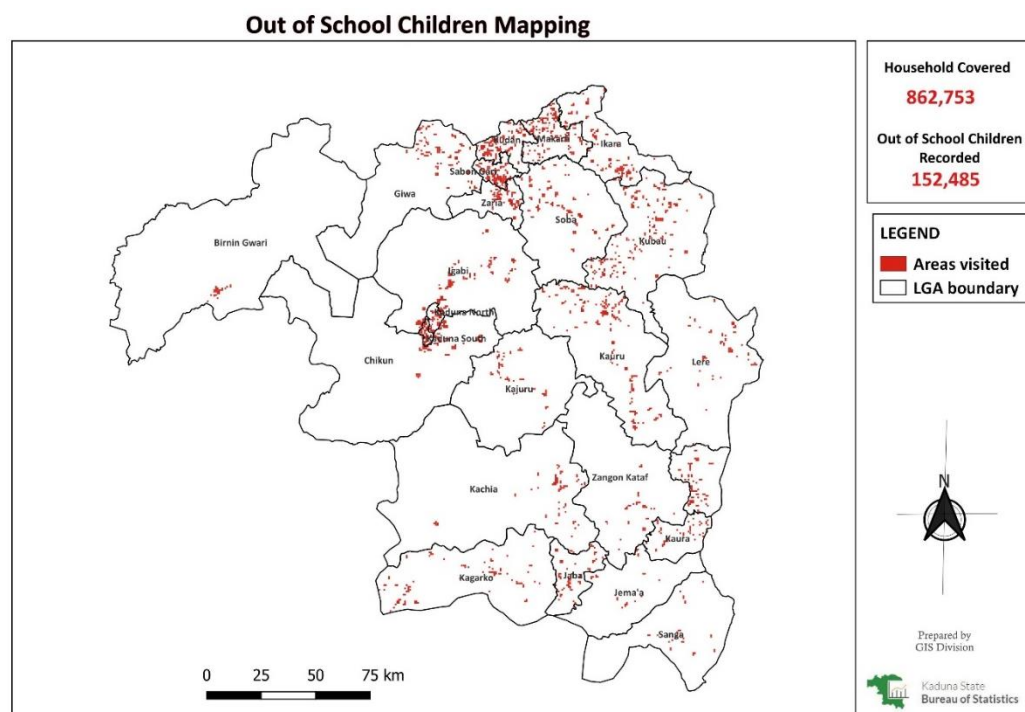 Out of School Children Mapping
Household Covered
862,753
Out of School Children
Recorded
152,485
LEGEND
Areas visited
LGA boundary
Makarfi
Ikara
Sabon Gari
Giwa
Zaria
Soba
Birnin Gwari
Kubau
Igabi
Kaduna North
Kaduna South
Chikun
Kauru
Lere
Kajuru
Kachia
Zangon Kataf
Kaura
Kagarko
Jaba
Jema'a
Sanga
0 25 50 75 km
N
Prepared by
GIS Division
Kaduna State
Bureau of Statistics